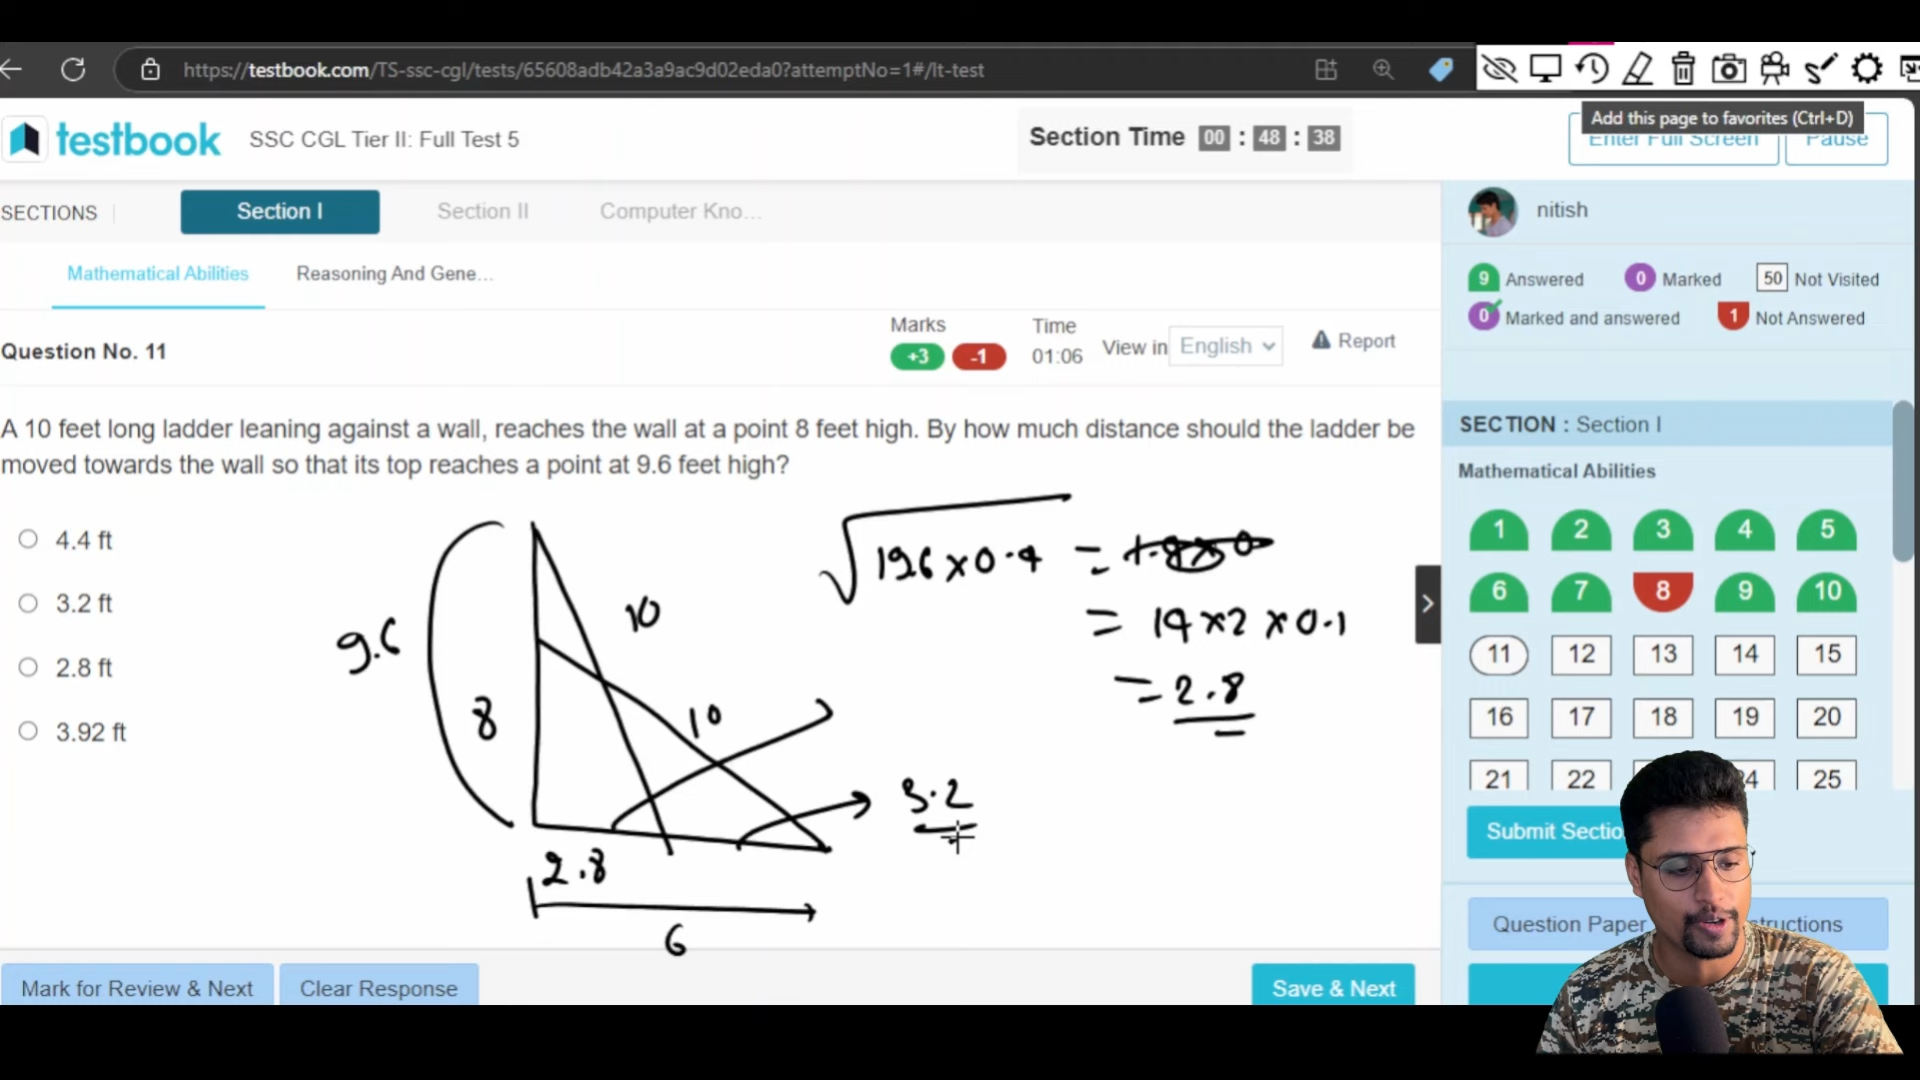 https://testbook.com/TS-ssc-cgl/tests/65608adb42a3a9ac9d02eda0?attemptNo=1#/lt-test
Add this page to favorites (Ctrl+D)
testbook
SSC CGL Tier II: Full Test 5
Section Time 00 : 48 : 38
Enter Full Screen
Pause
SECTIONS
Section I
Section II
Computer Kno...
nitish
Mathematical Abilities
Reasoning And Gene...
9 Answered
0 Marked
50 Not Visited
0 Marked and answered
1 Not Answered
Question No. 11
Marks
+3 -1
Time
01:06
View in English
Report
A 10 feet long ladder leaning against a wall, reaches the wall at a point 8 feet high. By how much distance should the ladder be
moved towards the wall so that its top reaches a point at 9.6 feet high?
4.4 ft
3.2 ft
2.8 ft
3.92 ft
9.6
8
10
10
2.8
6
3.2
√196×0.4 =
= 14×2×0.1
= 2.8
SECTION : Section I
Mathematical Abilities
1 2 3 4 5
6 7 8 9 10
11 12 13 14 15
16 17 18 19 20
21 22 24 25
Submit Sectio
Question Paper
structions
Mark for Review & Next
Clear Response
Save & Next